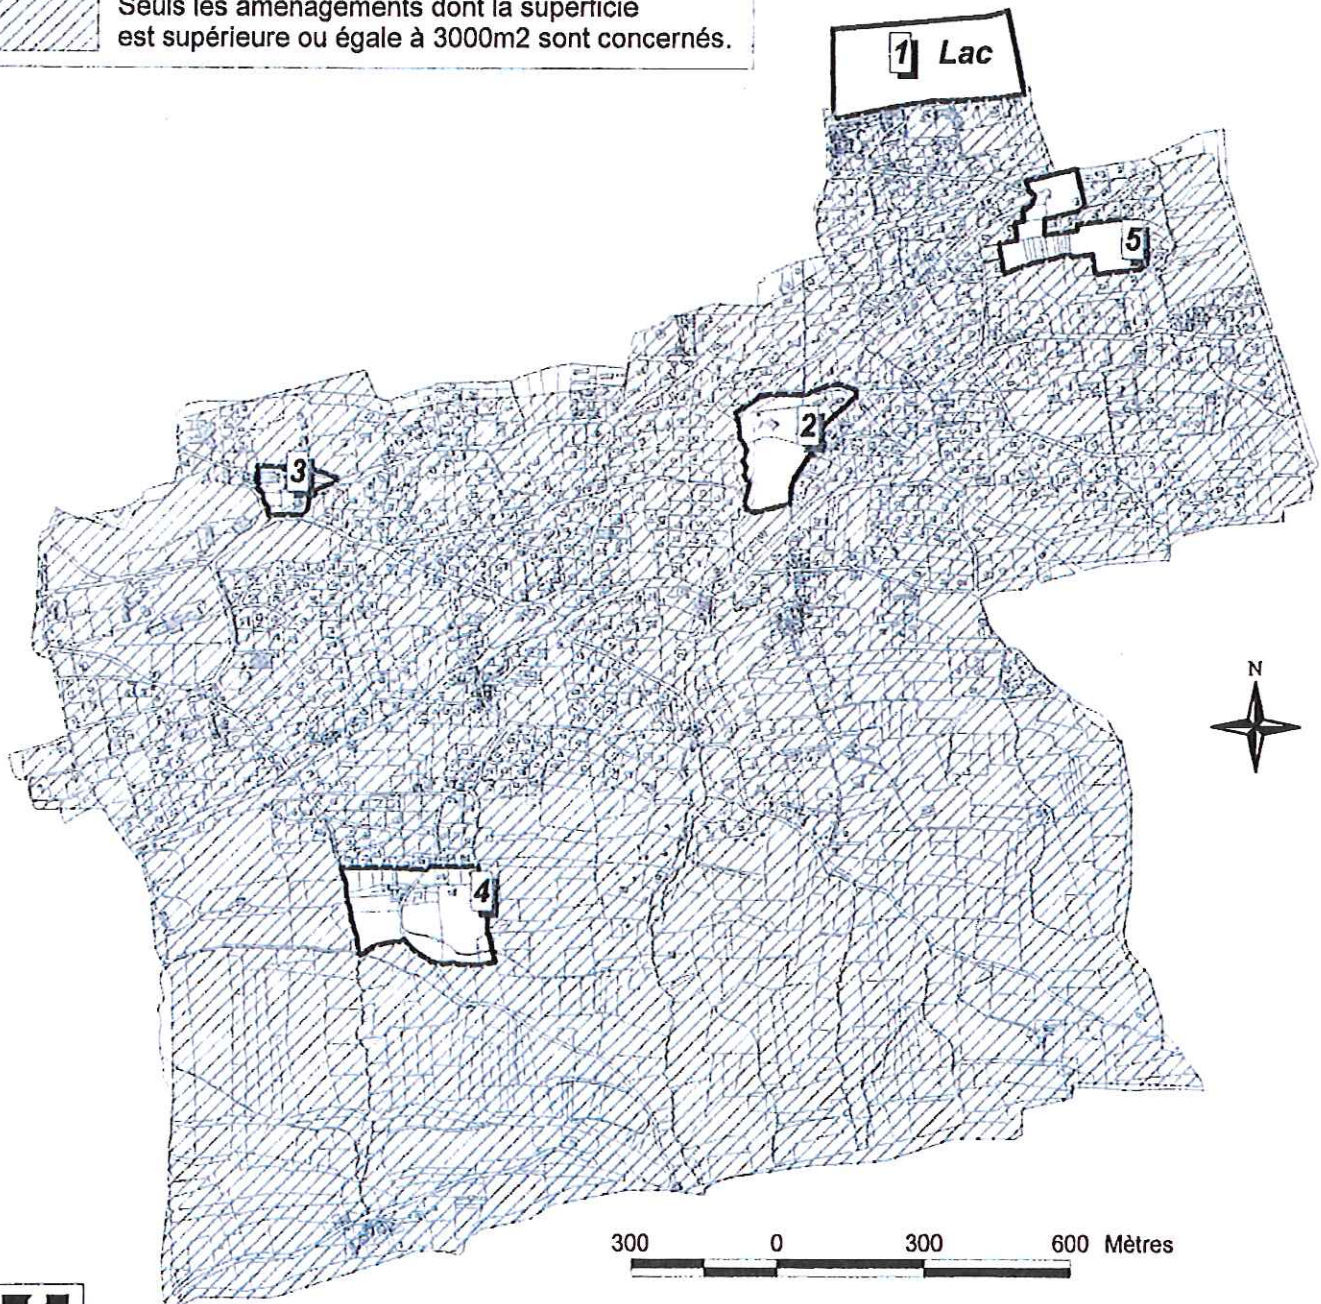 Seuls les aménagements dont la superficie
est supérieure ou égale à 3000m2 sont concernés.
1 Lac
5
2
3
4
N
300 0 300 600 Mètres